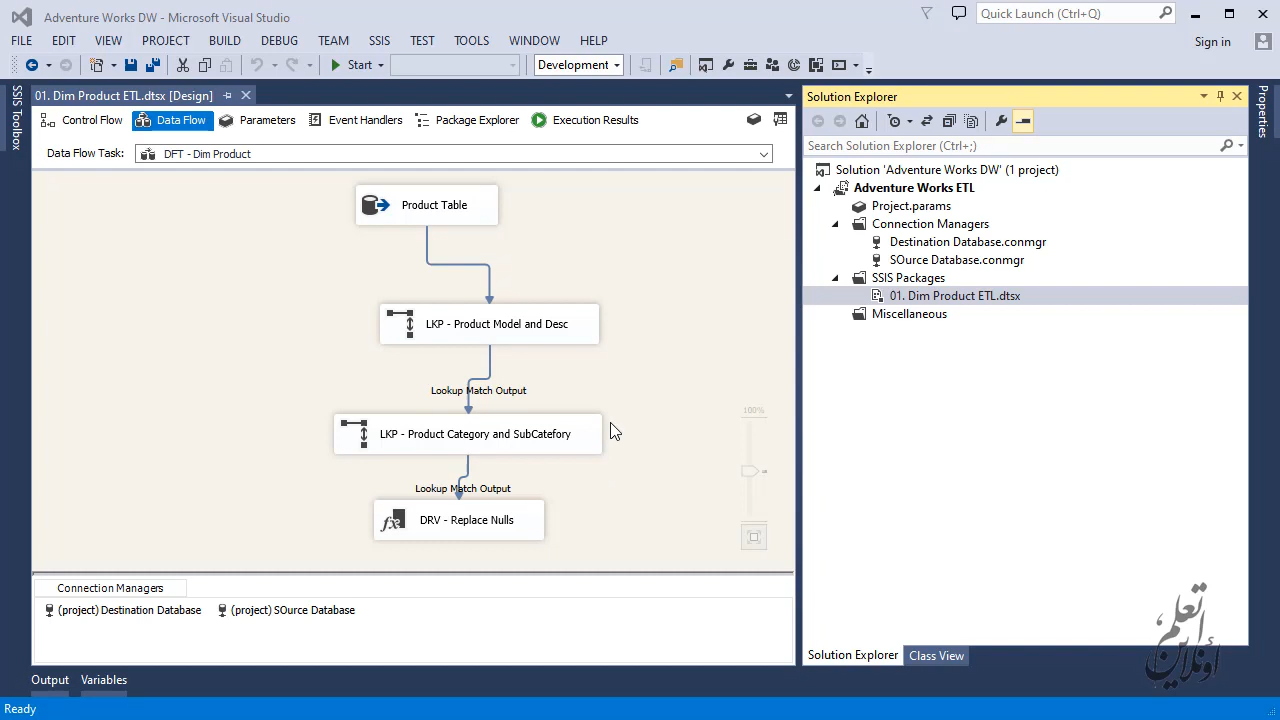 Adventure Works DW - Microsoft Visual Studio
Quick Launch (Ctrl+Q)
FILE EDIT VIEW PROJECT BUILD DEBUG TEAM SSIS TEST TOOLS WINDOW HELP
Sign in
Start
Development
SSIS Toolbox
01. Dim Product ETL.dtsx [Design]
Control Flow Data Flow Parameters Event Handlers Package Explorer Execution Results
Data Flow Task: DFT - Dim Product
Product Table
LKP - Product Model and Desc
Lookup Match Output
LKP - Product Category and SubCatefory
Lookup Match Output
DRV - Replace Nulls
100%
Connection Managers
(project) Destination Database (project) SOurce Database
Output Variables
Ready
Solution Explorer
Search Solution Explorer (Ctrl+;)
Solution 'Adventure Works DW' (1 project)
Adventure Works ETL
Project.params
Connection Managers
Destination Database.conmgr
SOurce Database.conmgr
SSIS Packages
01. Dim Product ETL.dtsx
Miscellaneous
Solution Explorer Class View
Properties
أتعلم
أونلاين